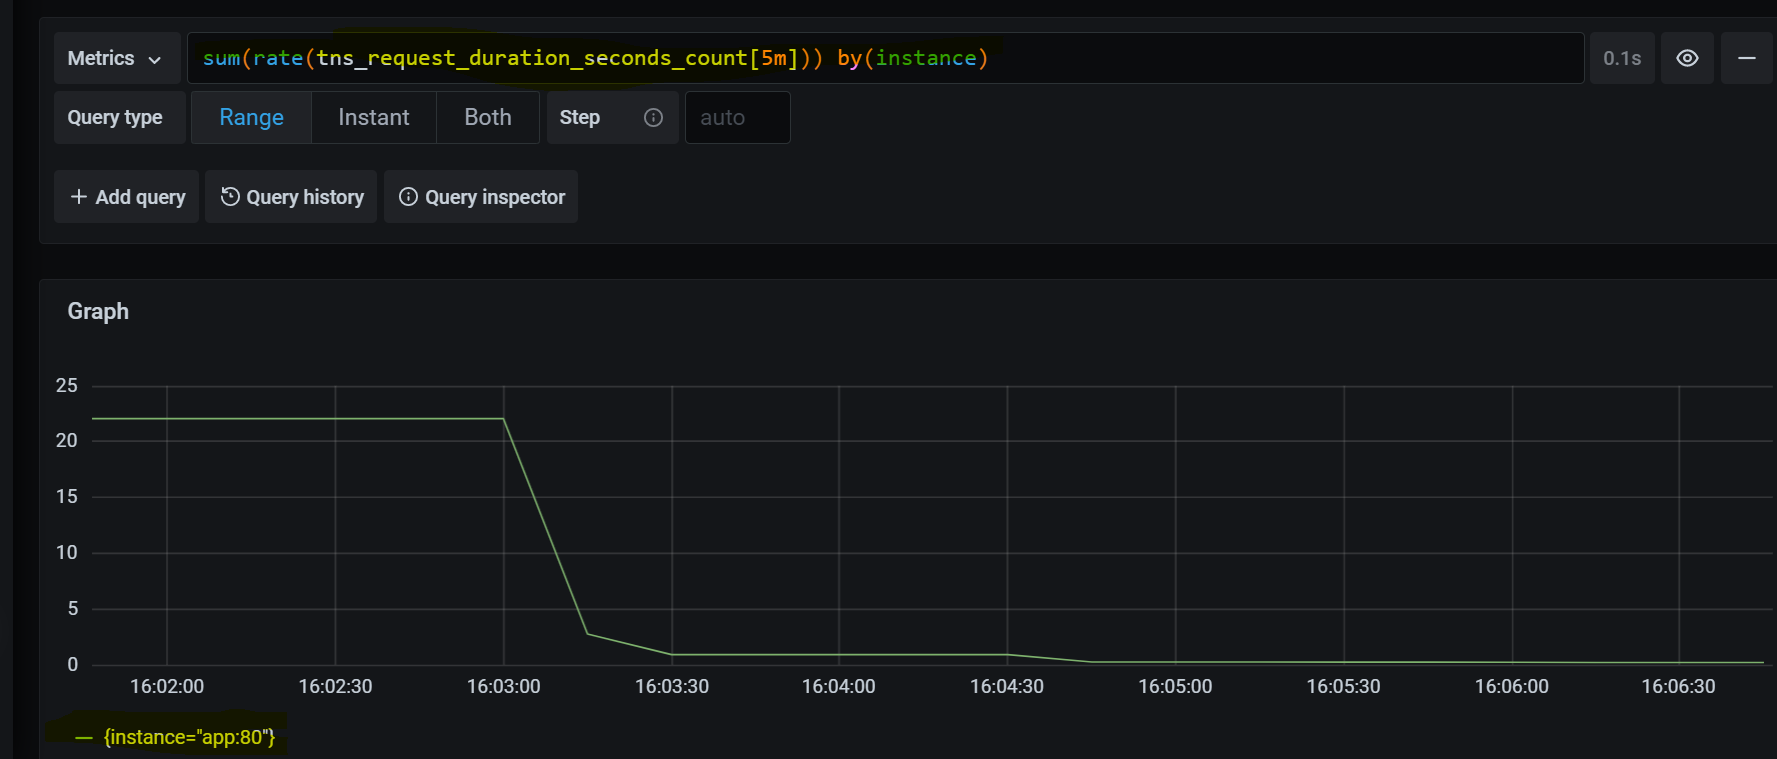 Metrics sum(rate(tns_request_duration_seconds_count[5m])) by(instance) 0.1s
Query type Range Instant Both Step auto
+ Add query Query history Query inspector
Graph
25
20
15
10
5
0
16:02:00 16:02:30 16:03:00 16:03:30 16:04:00 16:04:30 16:05:00 16:05:30 16:06:00 16:06:30
{instance="app:80"}